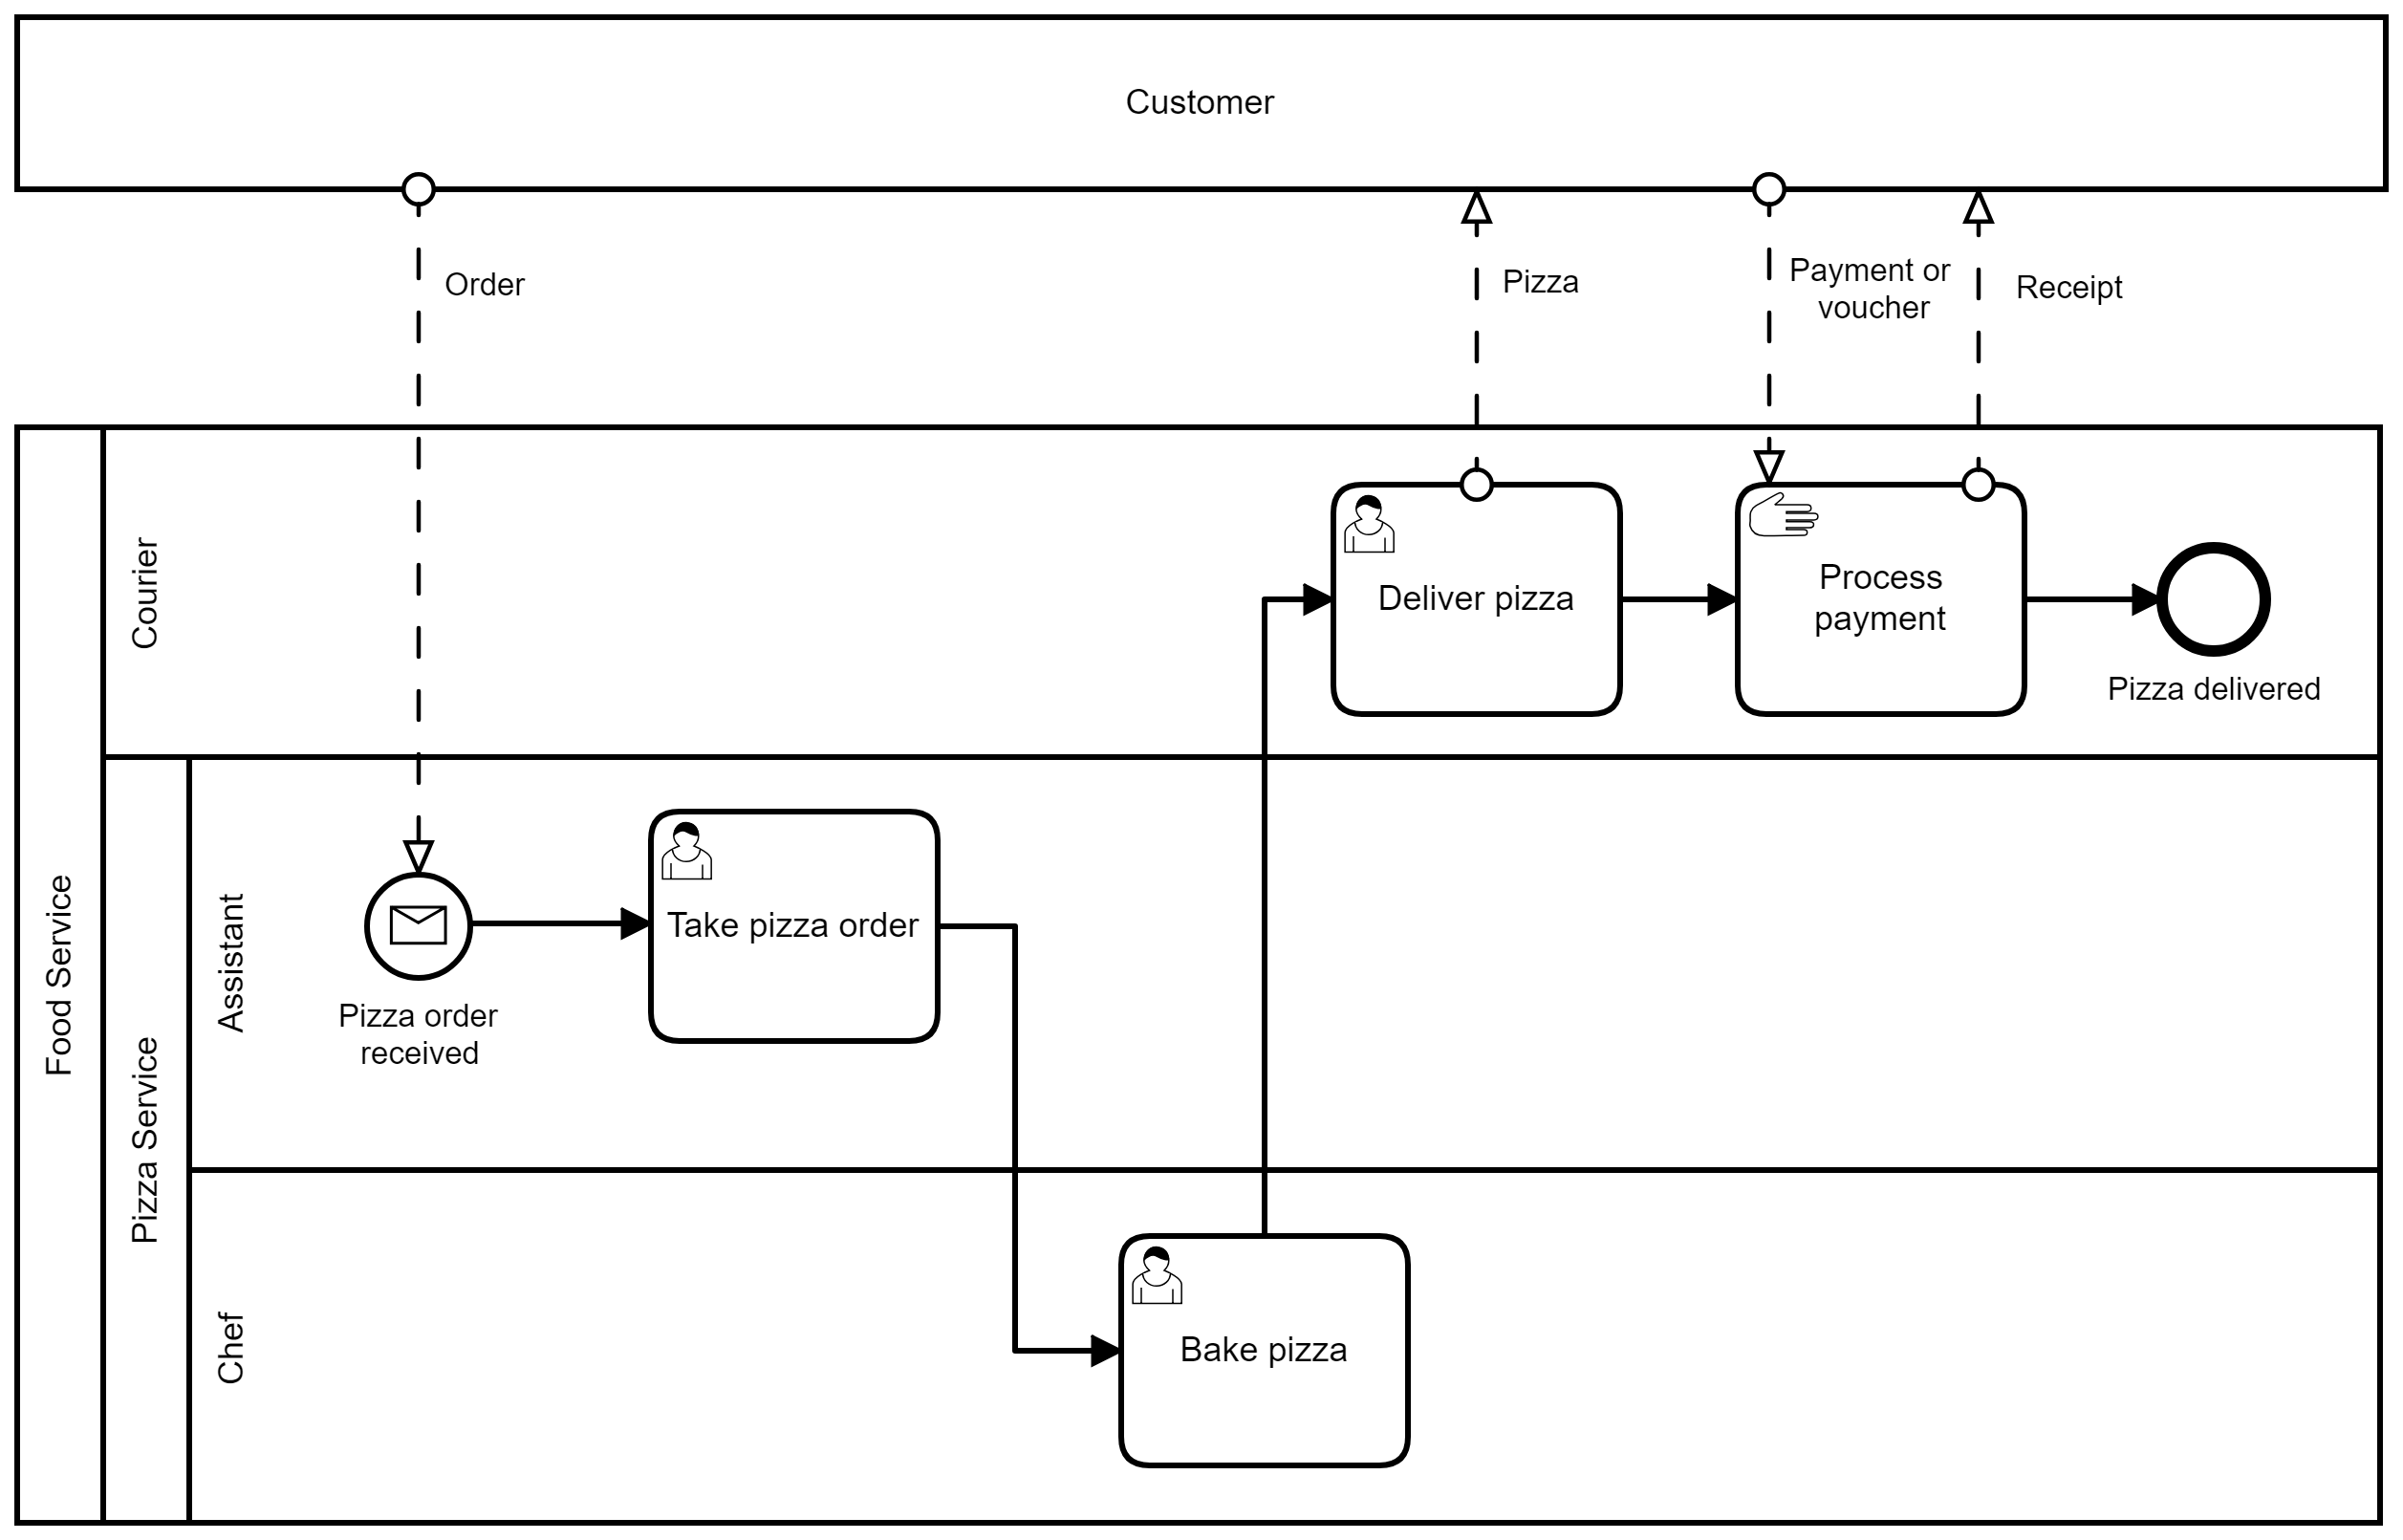 Customer
Order
Pizza
Payment or
voucher
Receipt
Food Service
Courier
Deliver pizza
Process
payment
Pizza delivered
Pizza Service
Assistant
Pizza order
received
Take pizza order
Chef
Bake pizza